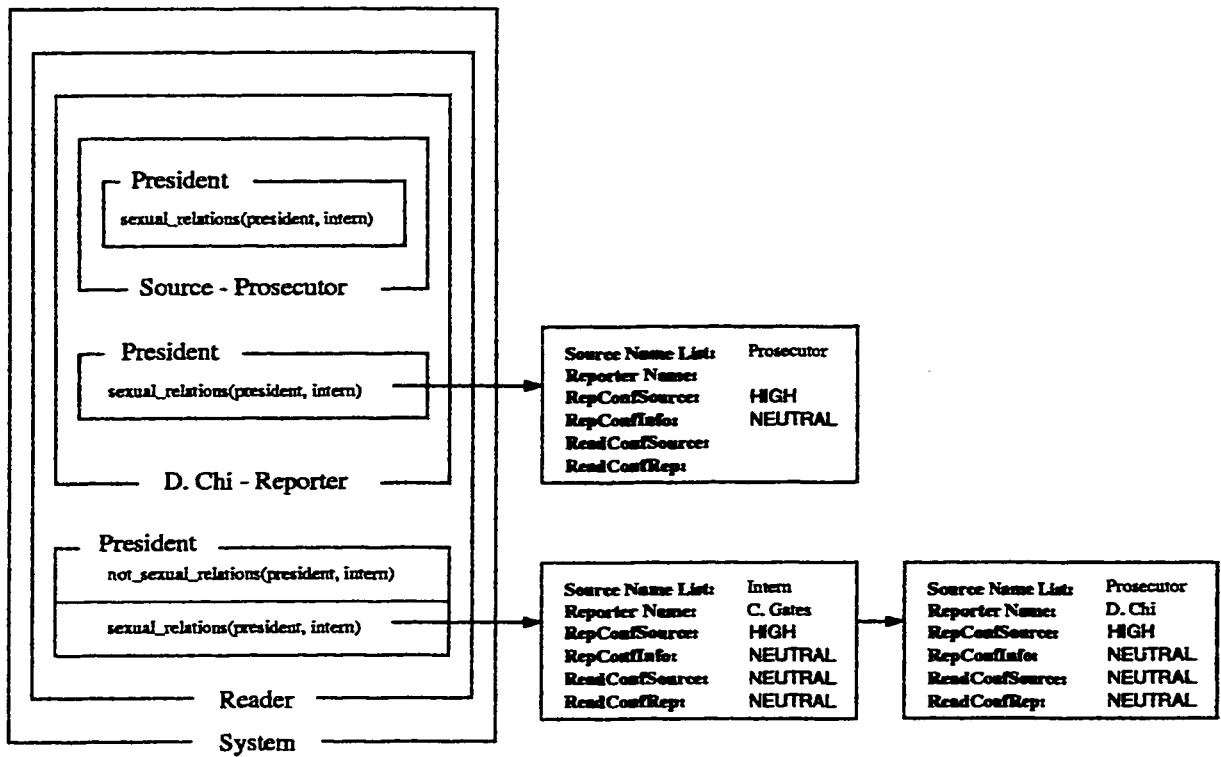 President
sexual_relations(president, intern)
Source - Prosecutor
President
sexual_relations(president, intern)
D. Chi - Reporter
President
not_sexual_relations(president, intern)
sexual_relations(president, intern)
Reader
System
Source Name List: Prosecutor
Reporter Name:
RepConfSource: HIGH
RepConfInfo: NEUTRAL
ReadConfSource:
ReadConfRep:
Source Name List: Intern
Reporter Name: C. Gates
RepConfSource: HIGH
RepConfInfo: NEUTRAL
ReadConfSource: NEUTRAL
ReadConfRep: NEUTRAL
Source Name List: Prosecutor
Reporter Name: D. Chi
RepConfSource: HIGH
RepConfInfo: NEUTRAL
ReadConfSource: NEUTRAL
ReadConfRep: NEUTRAL